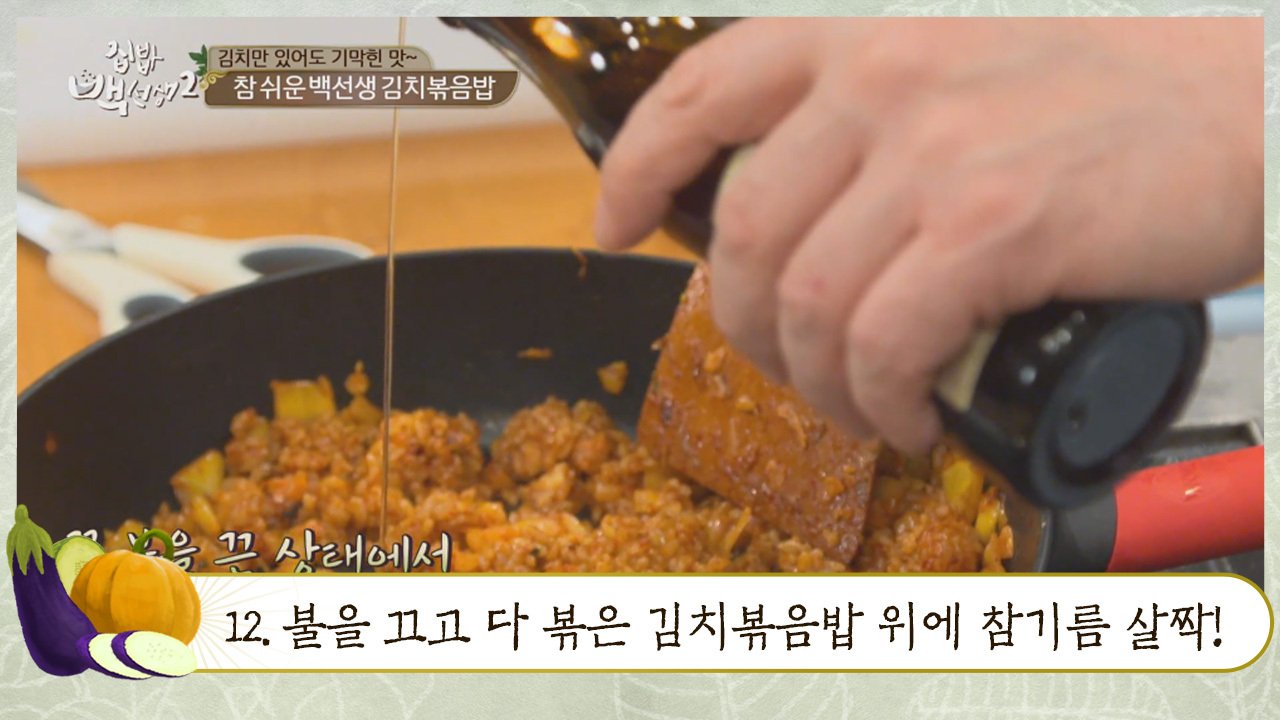 집밥
백선생2
김치만 있어도 기막힌 맛~
참 쉬운 백선생 김치볶음밥
불을 끈 상태에서
12. 불을 끄고 다 볶은 김치볶음밥 위에 참기름 살짝!